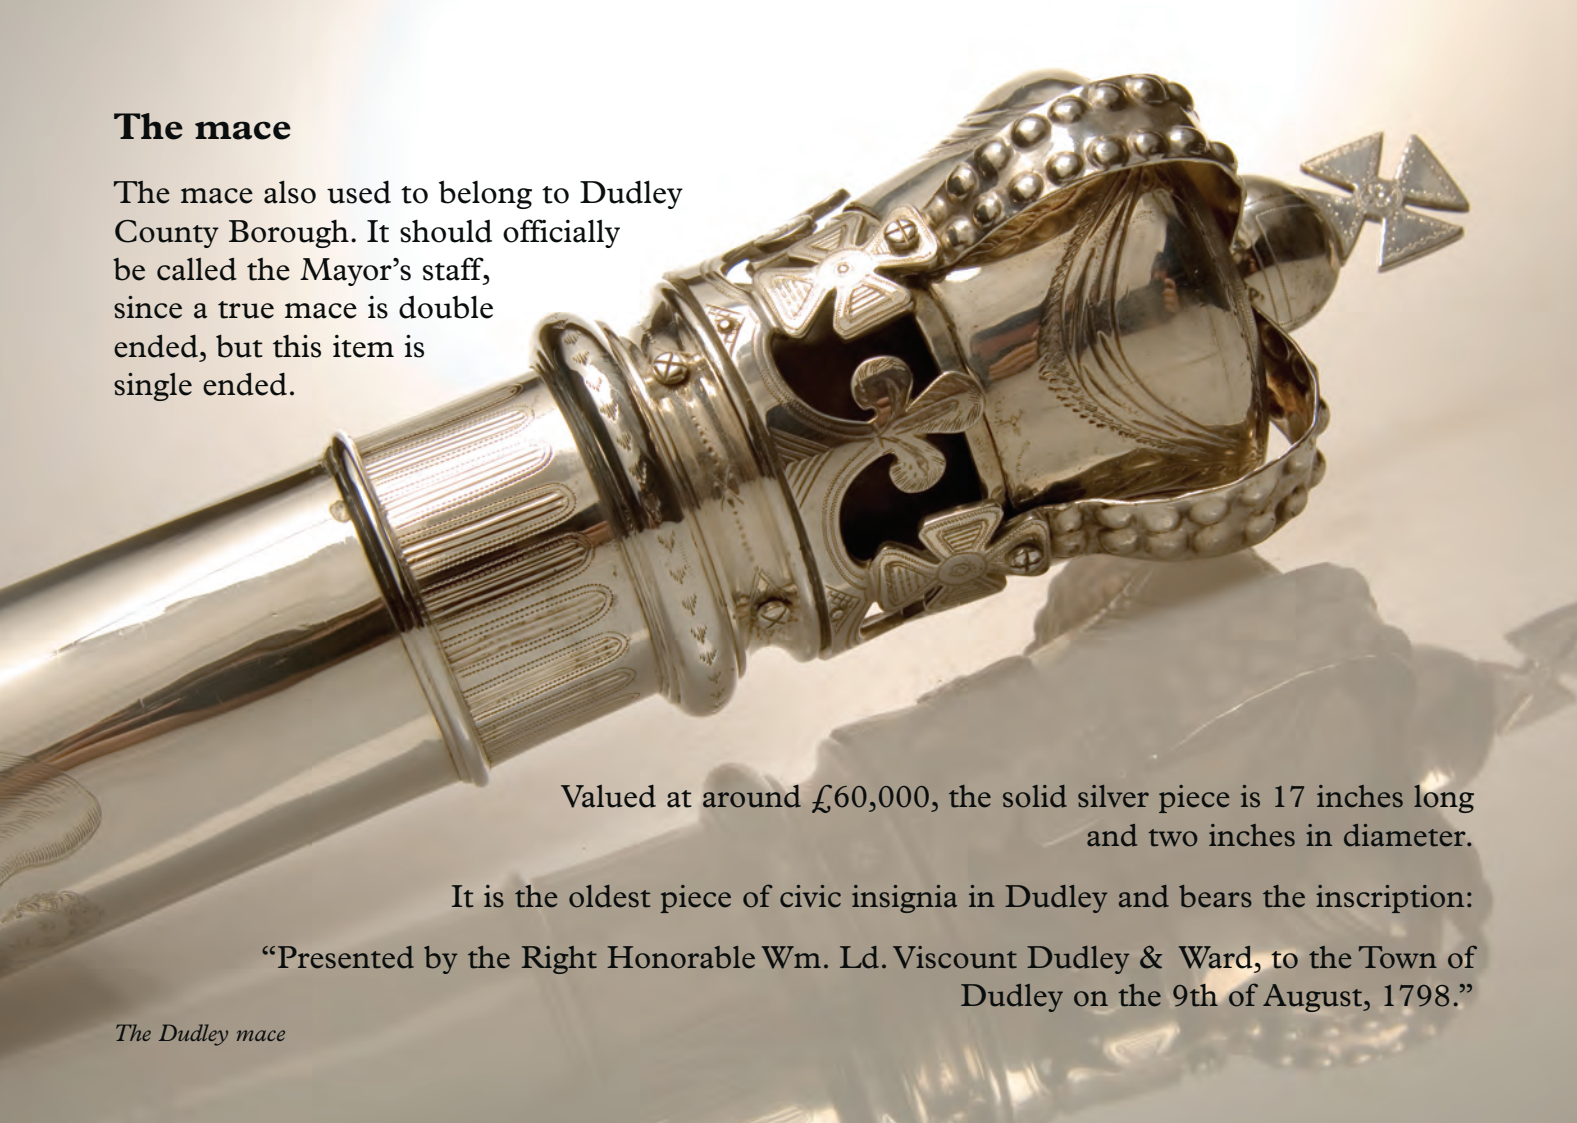 The mace
The mace also used to belong to Dudley
County Borough. It should officially
be called the Mayor’s staff,
since a true mace is double
ended, but this item is
single ended.
Valued at around £60,000, the solid silver piece is 17 inches long
and two inches in diameter.
It is the oldest piece of civic insignia in Dudley and bears the inscription:
“Presented by the Right Honorable Wm. Ld. Viscount Dudley & Ward, to the Town of
Dudley on the 9th of August, 1798.”
The Dudley mace